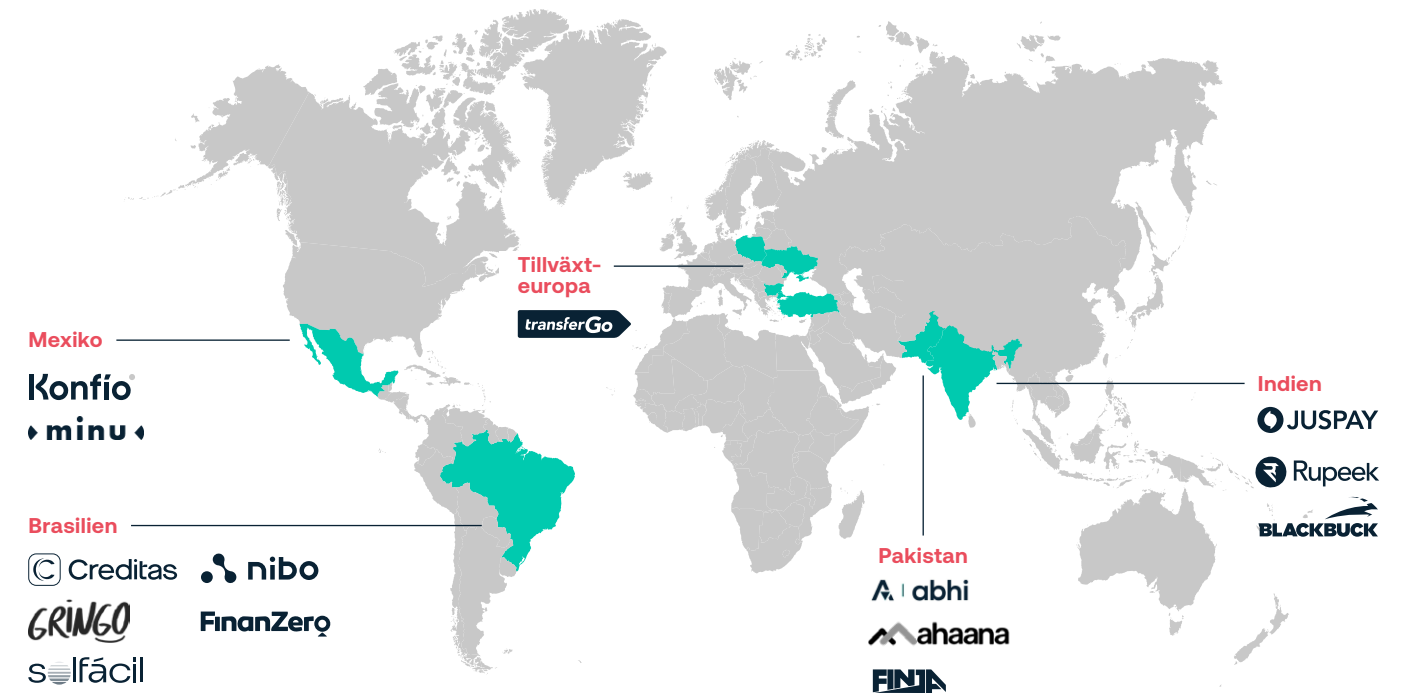 Tillväxt-
europa
transferGo
Mexiko
Konfío
minu
Indien
JUSPAY
Rupeek
BLACKBUCK
Brasilien
Creditas
nibo
GRINGO
FinanZero
solfácil
Pakistan
abhi
Mahaana
FINJA